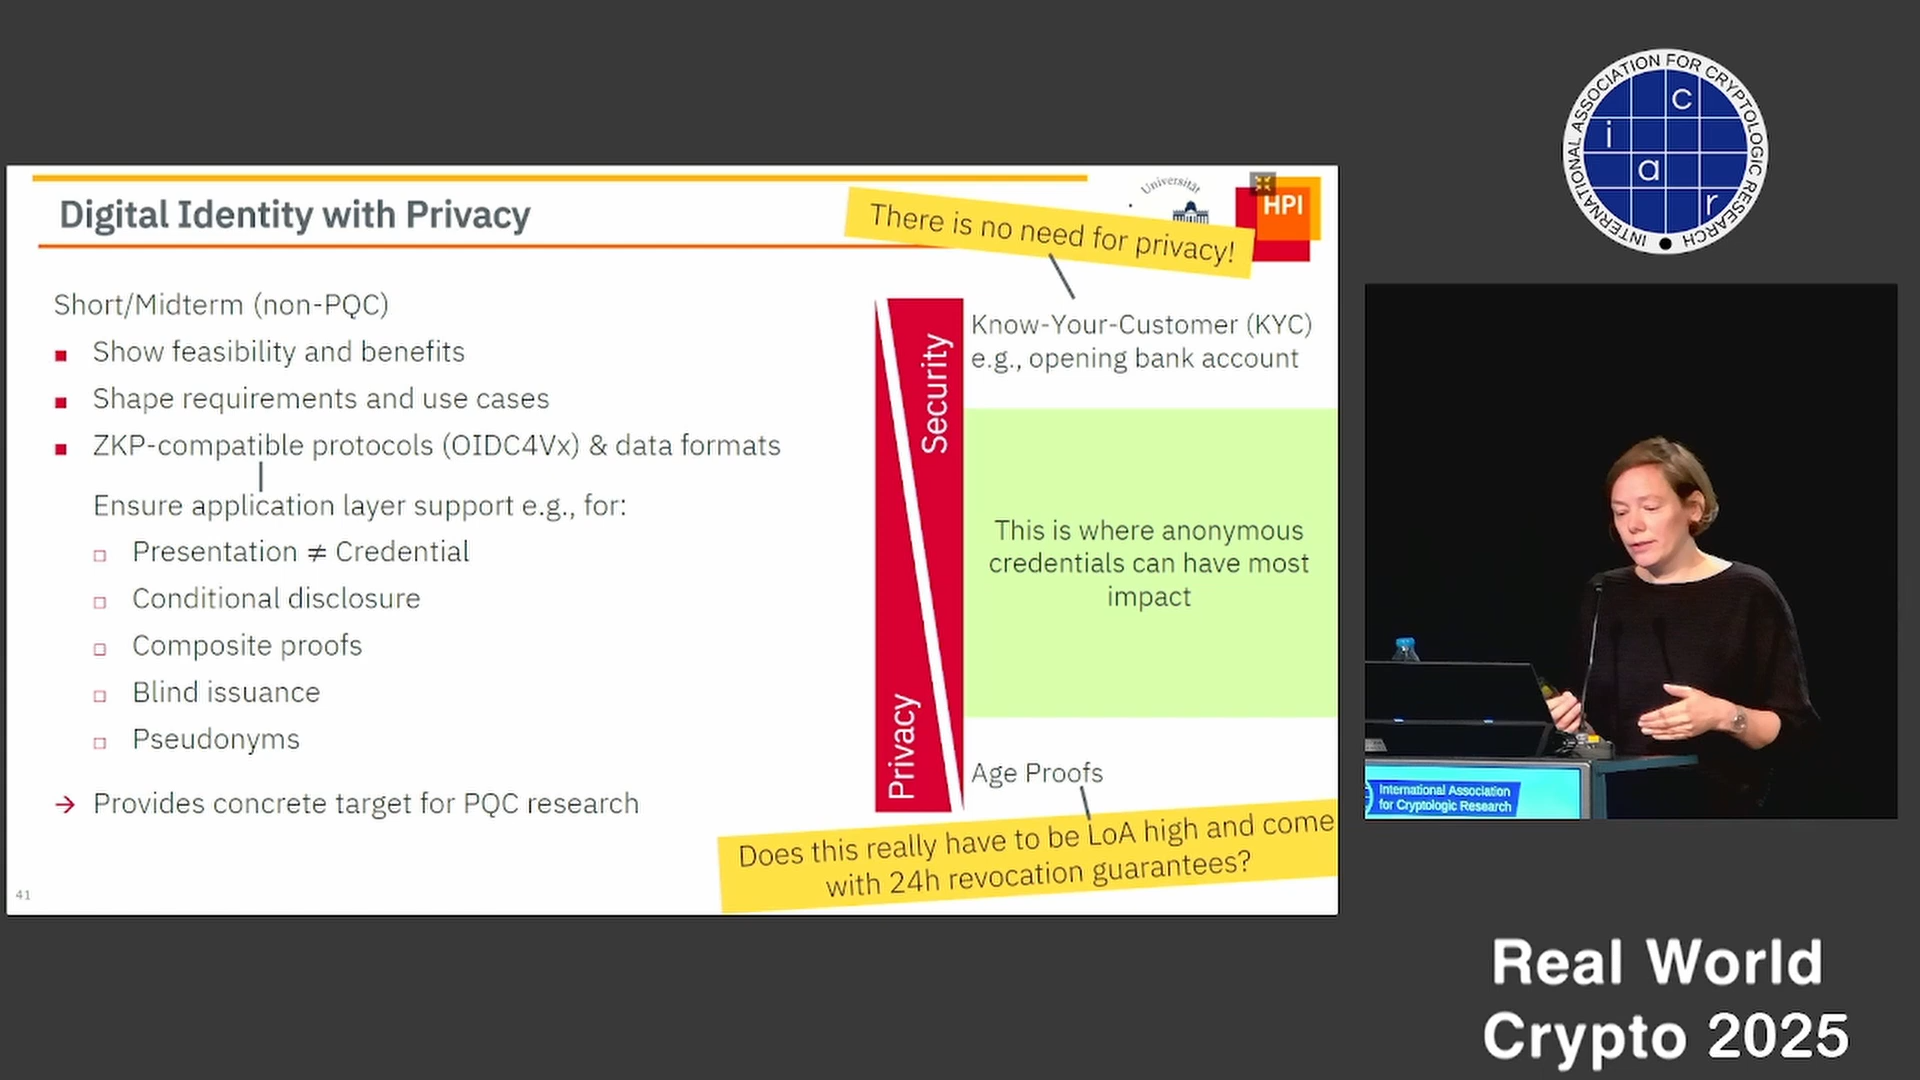 Digital Identity with Privacy
Universität
HPI
There is no need for privacy!
Short/Midterm (non-PQC)
Show feasibility and benefits
Shape requirements and use cases
ZKP-compatible protocols (OIDC4Vx) & data formats
Ensure application layer support e.g., for:
Presentation ≠ Credential
Conditional disclosure
Composite proofs
Blind issuance
Pseudonyms
→ Provides concrete target for PQC research
41
Security
Privacy
Know-Your-Customer (KYC)
e.g., opening bank account
This is where anonymous
credentials can have most
impact
Age Proofs
Does this really have to be LoA high and come
with 24h revocation guarantees?
INTERNATIONAL ASSOCIATION FOR CRYPTOLOGIC RESEARCH
i a c r
International Association
for Cryptologic Research
Real World
Crypto 2025